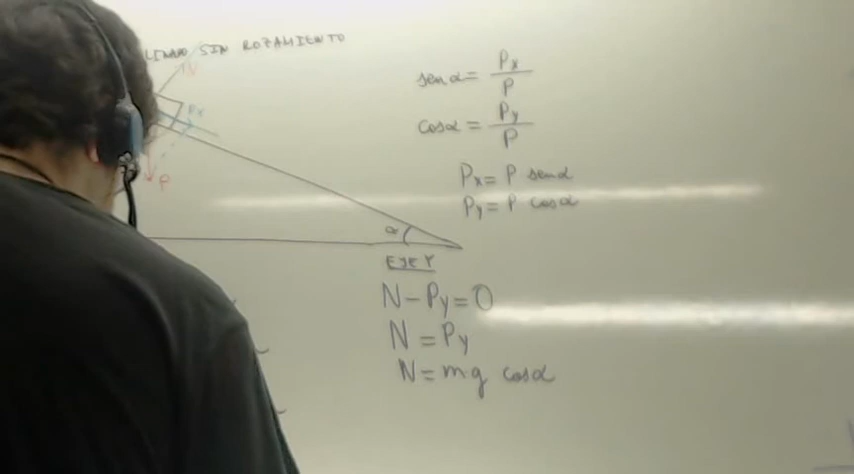 SIN ROZAMIENTO
N
Px
P
α
sen α = Px / P
cos α = Py / P
Px = P sen α
Py = P cos α
EJE Y
N - Py = 0
N = Py
N = mg cos α